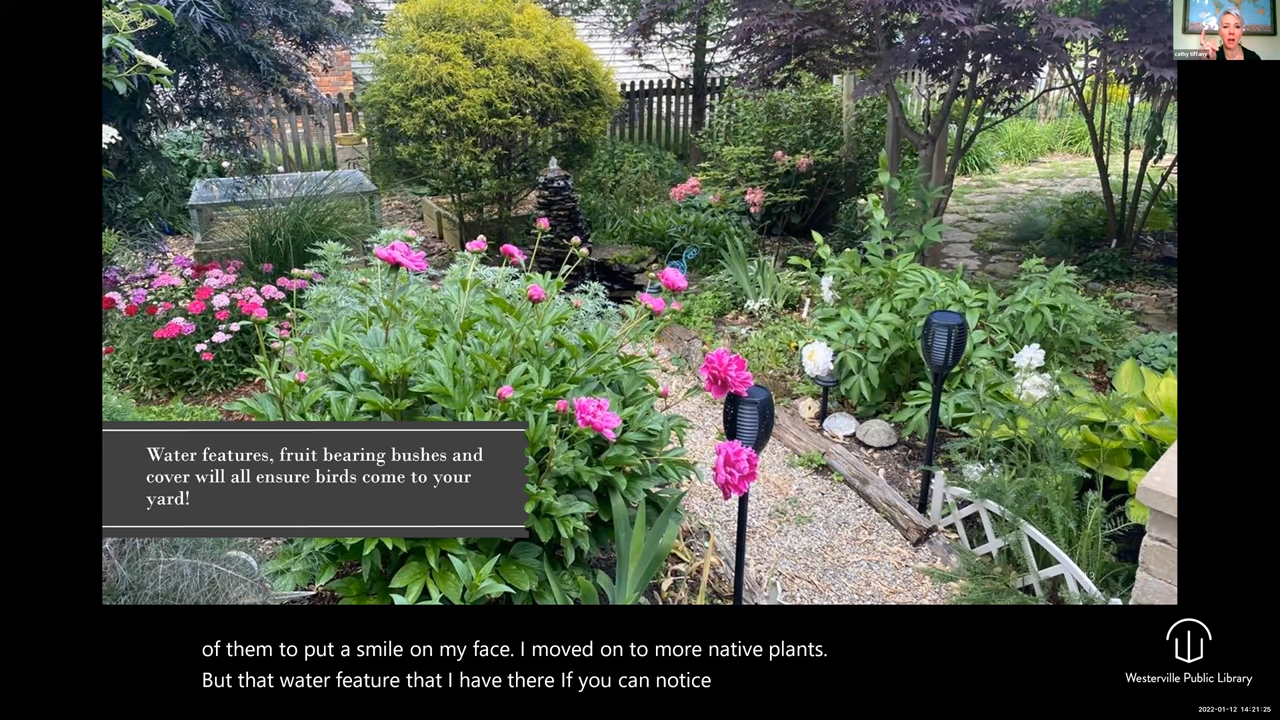 cathy tiffany
Water features, fruit bearing bushes and
cover will all ensure birds come to your
yard!
of them to put a smile on my face. I moved on to more native plants.
But that water feature that I have there If you can notice
Westerville Public Library
2022-01-12 14:21:25